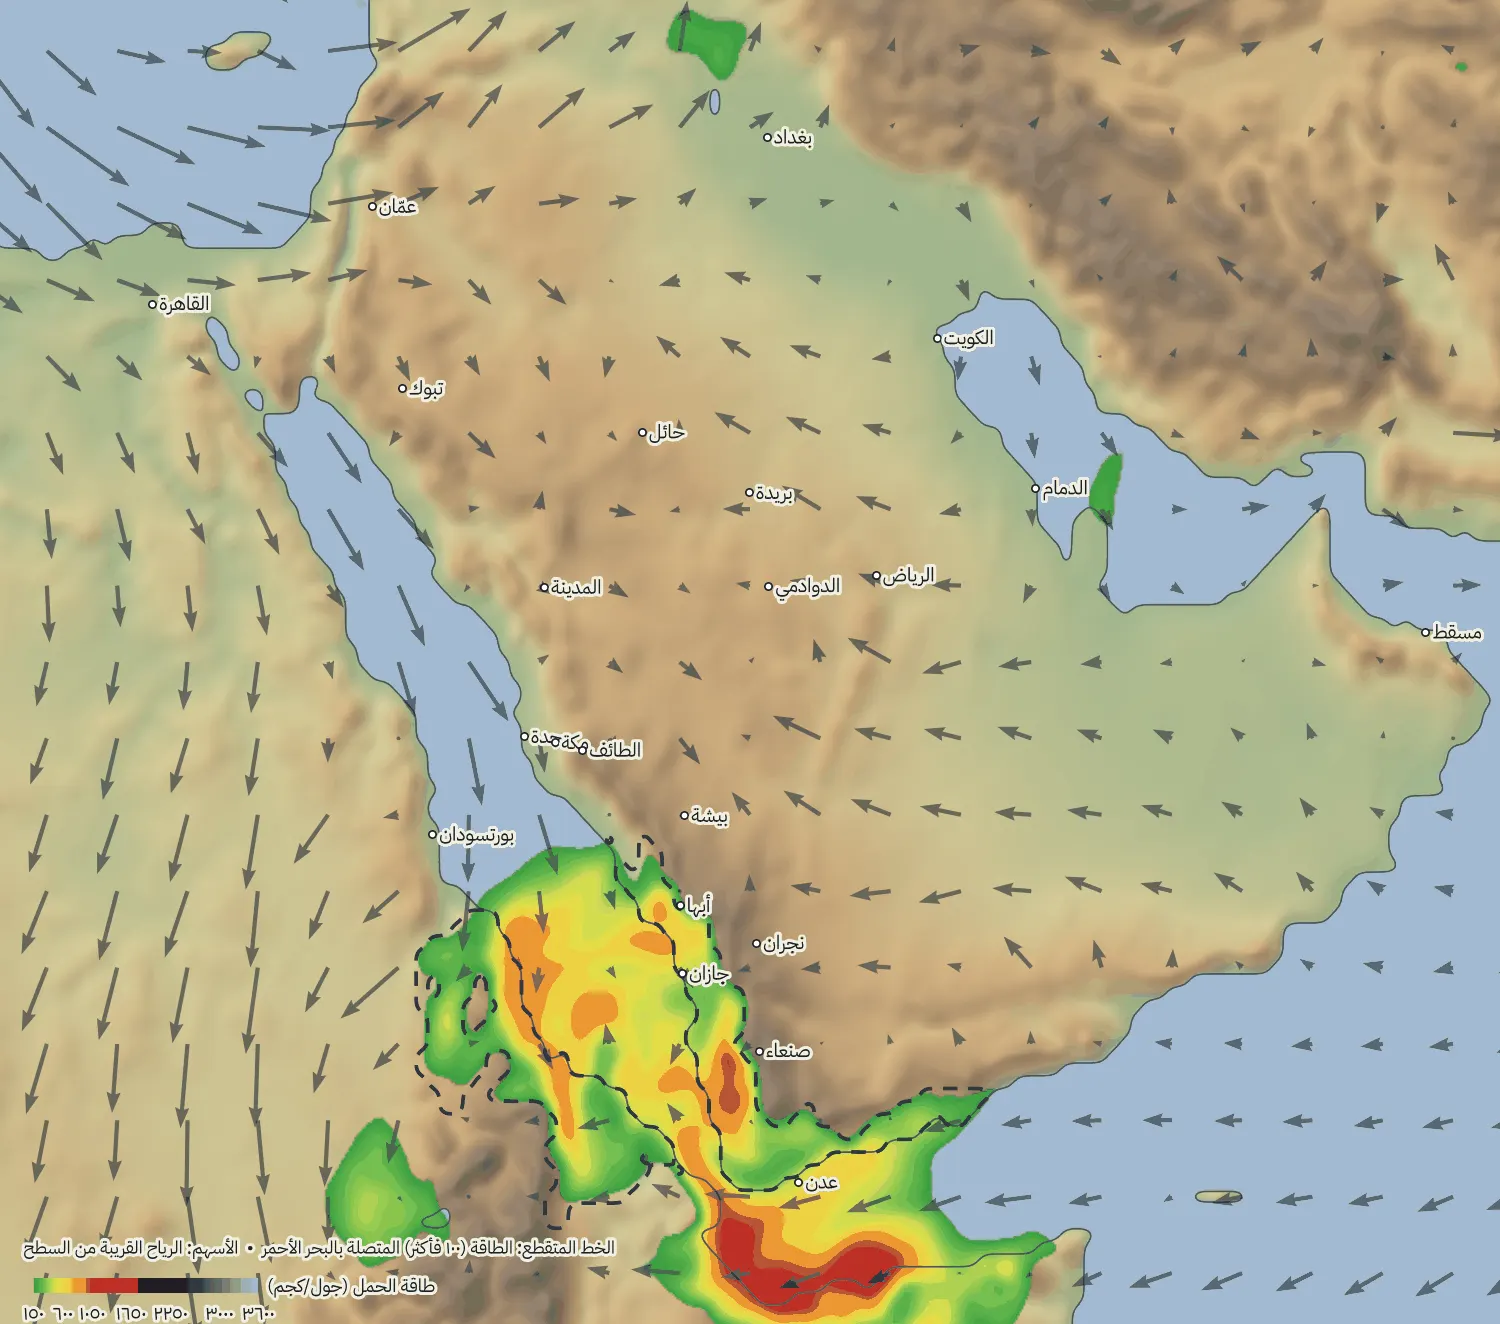 بغداد
عمّان
القاهرة
الكويت
تبوك
حائل
الدمام
بريدة
الرياض
الدوادمي
المدينة
مسقط
جدة
مكة
الطائف
بيشة
بورتسودان
أبها
نجران
جازان
صنعاء
عدن
الخط المتقطع: الطاقة (١٠٠ فأكثر) المتصلة بالبحر الأحمر • الأسهم: الرياح القريبة من السطح
طاقة الحمل (جول/كجم)
١٥٠ ٦٠٠ ١٠٥٠ ١٦٥٠ ٢٢٥٠ ٣٠٠٠ ٣٦٠٠